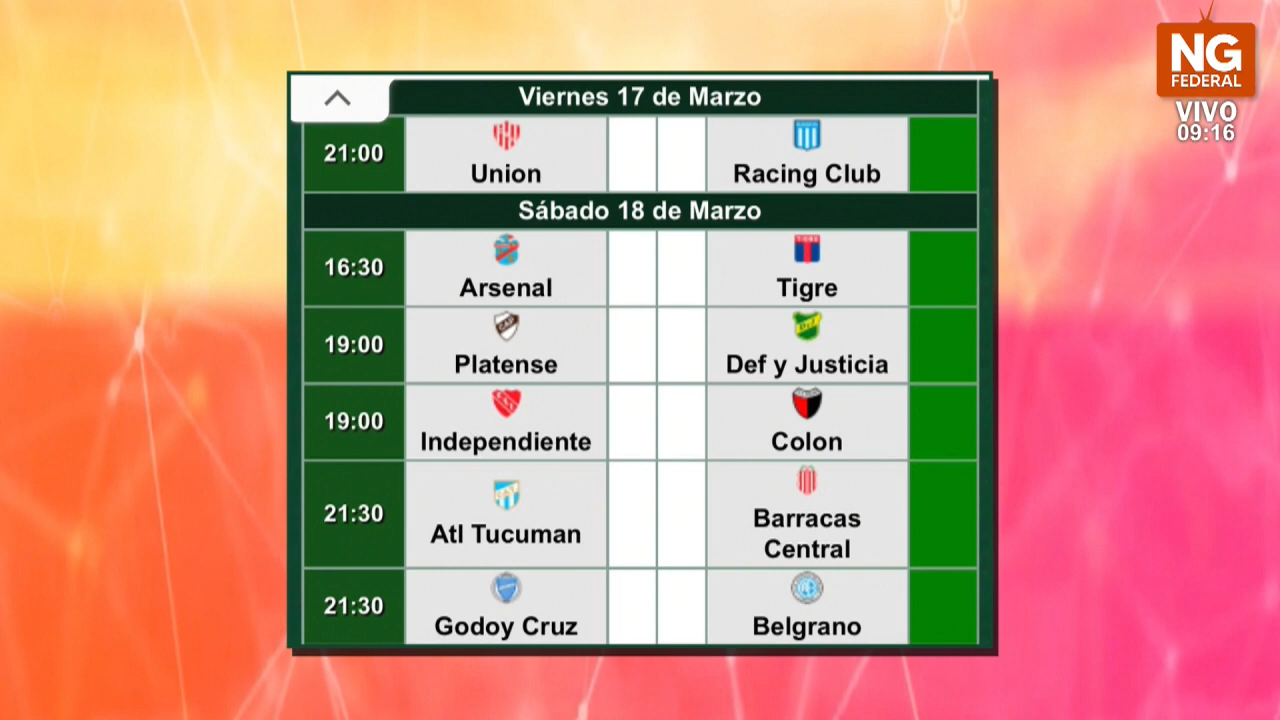 NG
FEDERAL
VIVO
09:16
Viernes 17 de Marzo
21:00
Union
Racing Club
Sábado 18 de Marzo
16:30
Arsenal
TIGRE
Tigre
19:00
CAP
Platense
Def y Justicia
19:00
Independiente
Colon
21:30
Atl Tucuman
Barracas
Central
21:30
Godoy Cruz
Belgrano